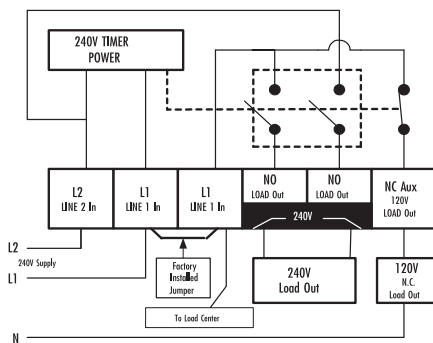 240V TIMER
POWER
L2
LINE 2 In
L1
LINE 1 In
L1
LINE 1 In
NO
LOAD Out
NO
LOAD Out
NC Aux
120V
LOAD Out
240V
L2
240V Supply
L1
Factory
Installed
Jumper
240V
Load Out
120V
N.C.
Load Out
To Load Center
N